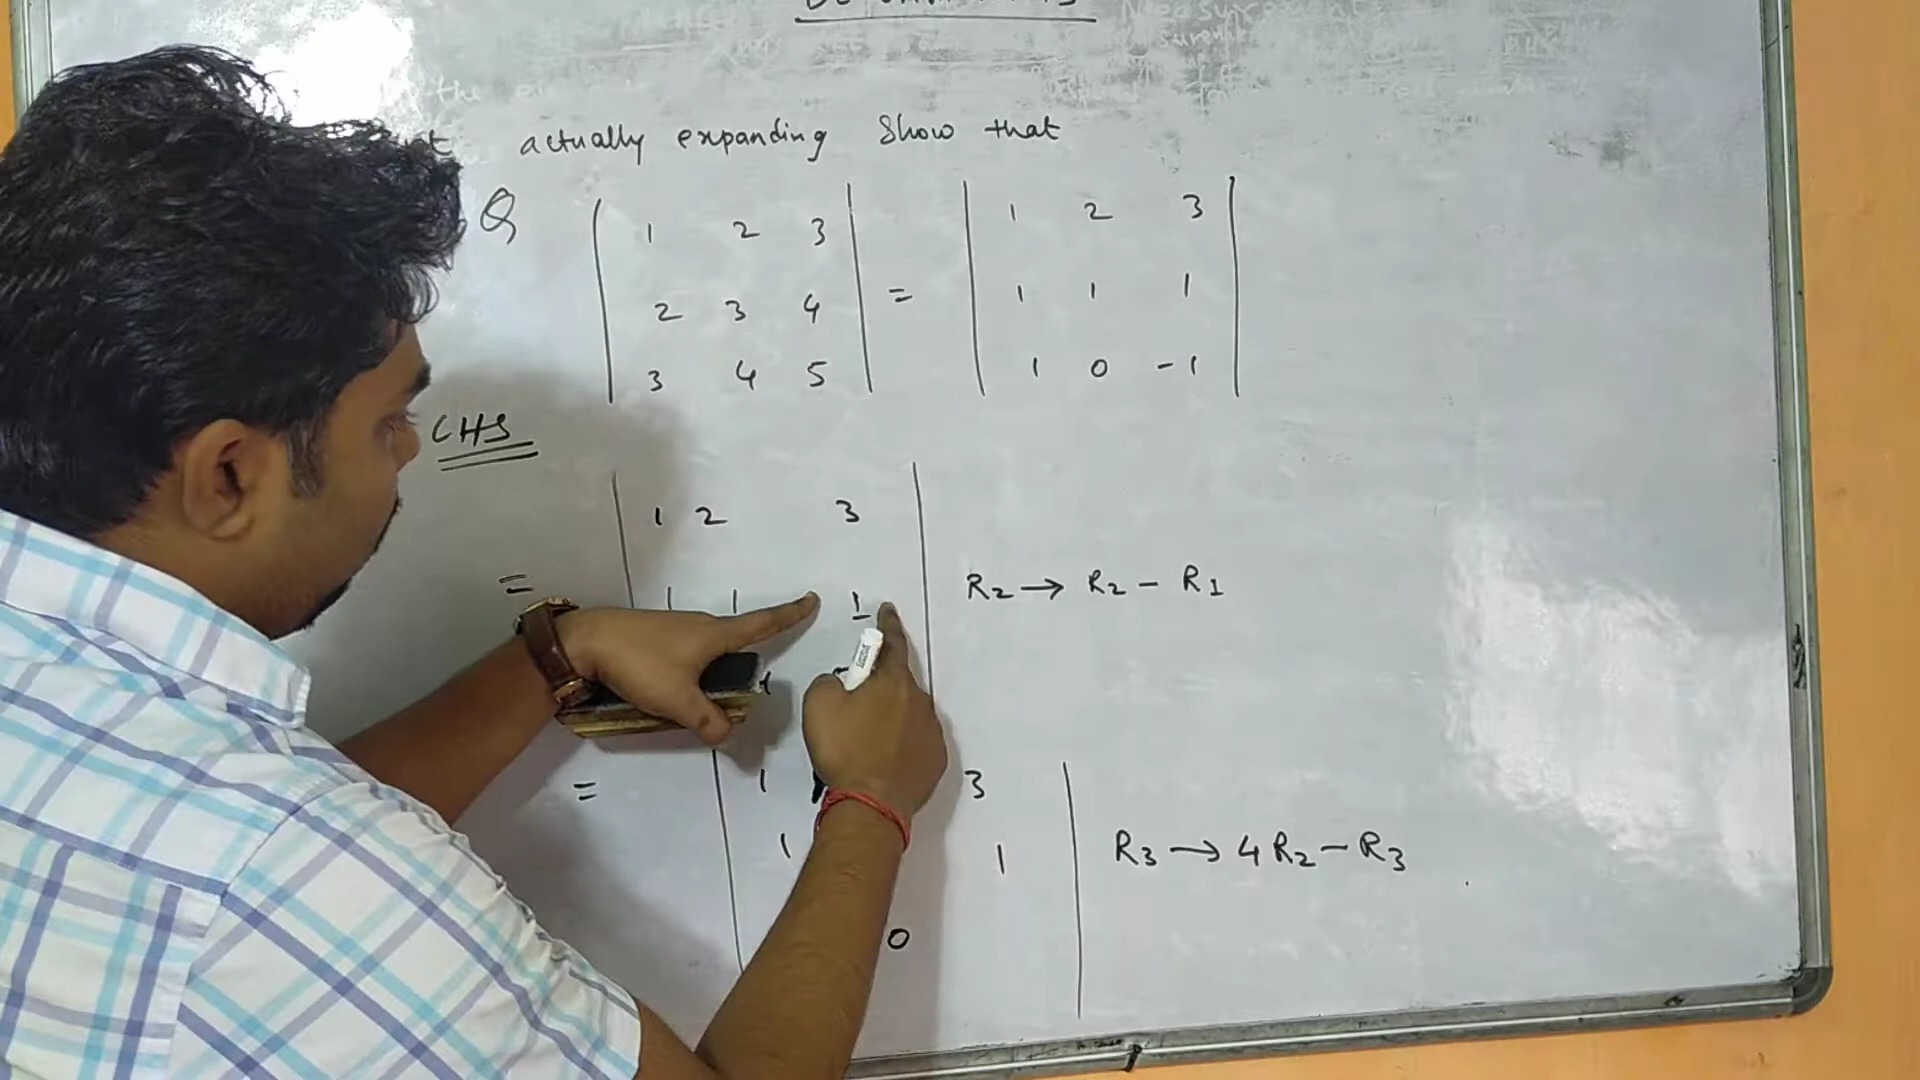 actually expanding Show that
Q | 1 2 3 | = | 1 2 3 |
| 2 3 4 | | 1 1 1 |
| 3 4 5 | | 1 0 -1 |
LHS
| 1 2 3 |
= | 1 1 1 | R2 → R2 - R1
= | 1 3 |
| 1 1 | R3 → 4R2 - R3
0